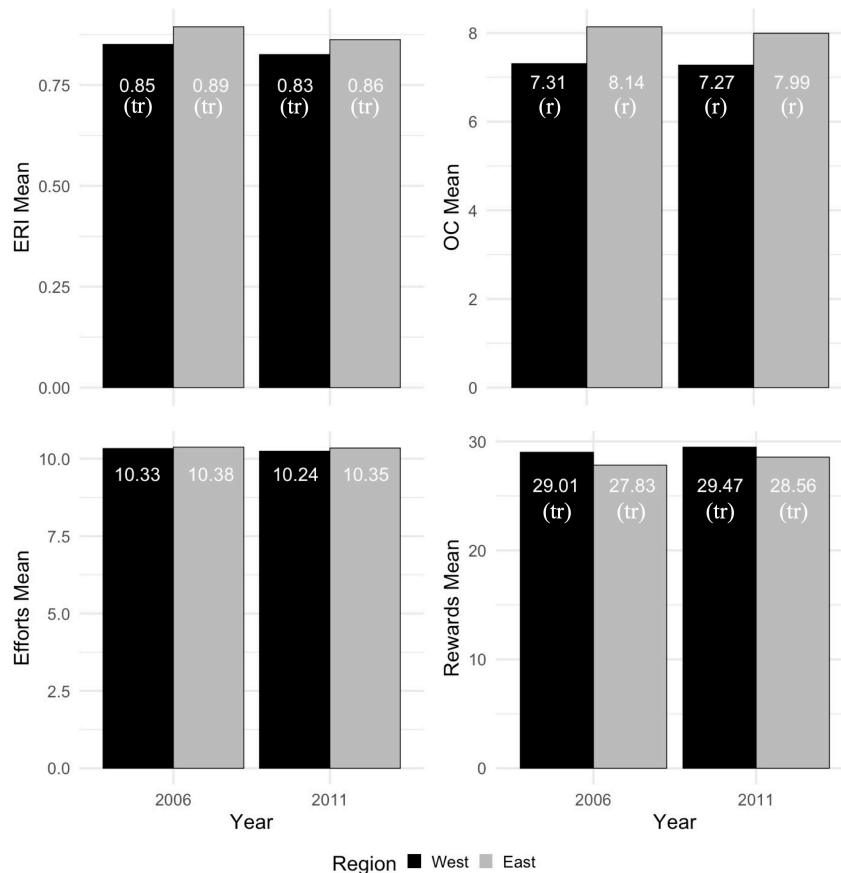 ERI Mean
0.75
0.50
0.25
0.00
0.85 0.89 0.83 0.86
(tr) (tr) (tr) (tr)
OC Mean
8
6
4
2
0
7.31 8.14 7.27 7.99
(r) (r) (r) (r)
Efforts Mean
10.0
7.5
5.0
2.5
0.0
10.33 10.38 10.24 10.35
2006 2011
Year
Rewards Mean
30
20
10
0
29.01 27.83 29.47 28.56
(tr) (tr) (tr) (tr)
2006 2011
Year
Region West East